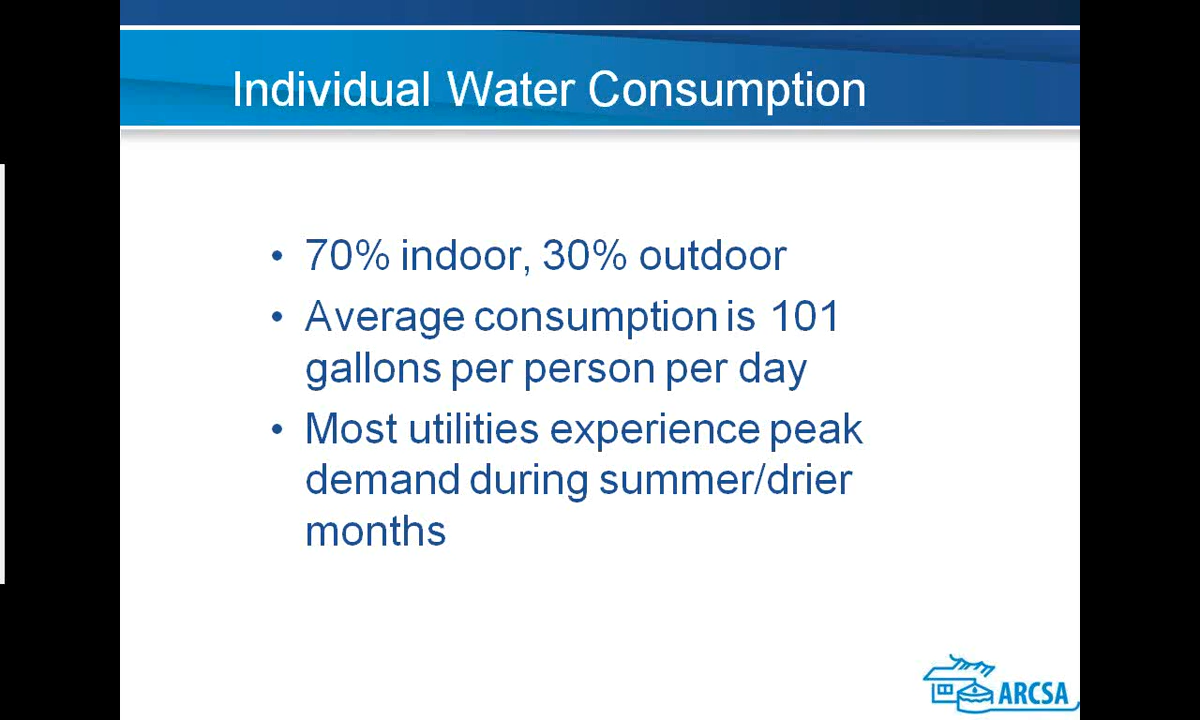 Individual Water Consumption
• 70% indoor, 30% outdoor
• Average consumption is 101
gallons per person per day
• Most utilities experience peak
demand during summer/drier
months
ARCSA